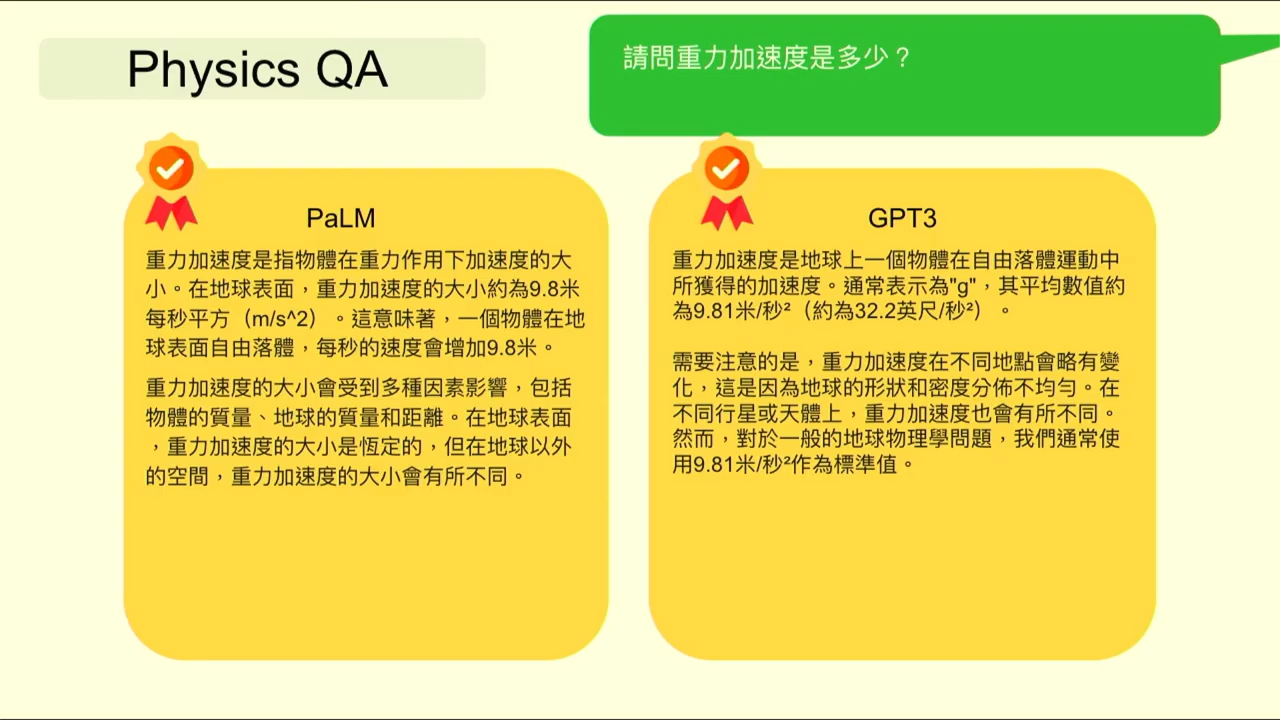 Physics QA
請問重力加速度是多少？
PaLM
重力加速度是指物體在重力作用下加速度的大
小。在地球表面，重力加速度的大小約為9.8米
每秒平方（m/s^2）。這意味著，一個物體在地
球表面自由落體，每秒的速度會增加9.8米。
重力加速度的大小會受到多種因素影響，包括
物體的質量、地球的質量和距離。在地球表面
，重力加速度的大小是恆定的，但在地球以外
的空間，重力加速度的大小會有所不同。
GPT3
重力加速度是地球上一個物體在自由落體運動中
所獲得的加速度。通常表示為"g"，其平均數值約
為9.81米/秒²（約為32.2英尺/秒²）。
需要注意的是，重力加速度在不同地點會略有變
化，這是因為地球的形狀和密度分佈不均勻。在
不同行星或天體上，重力加速度也會有所不同。
然而，對於一般的地球物理學問題，我們通常使
用9.81米/秒²作為標準值。